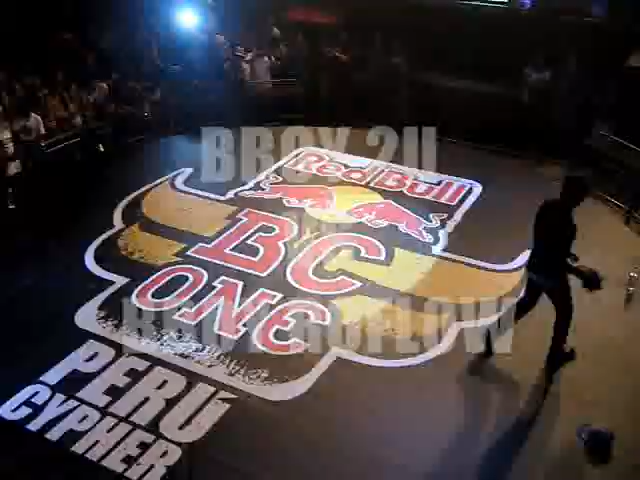 BBOY 2U
Red Bull
BC
ONE
PERÚ
CYPHER